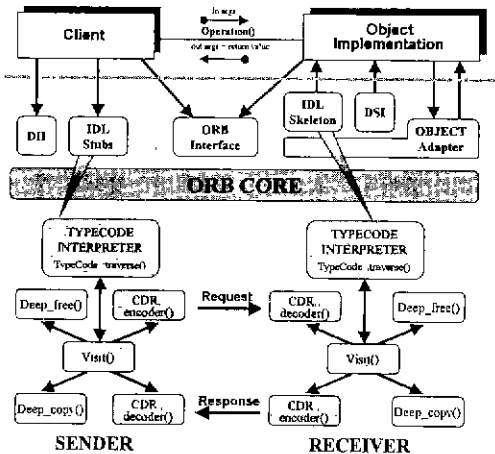 in args
Client
Operation()
Object
Implementation
out args + return value
DII
IDL
Stubs
ORB
Interface
IDL
Skeleton
DSI
OBJECT
Adapter
ORB CORE
TYPECODE
INTERPRETER
TypeCode :traverse()
TYPECODE
INTERPRETER
TypeCode :traverse()
Deep_free()
CDR
encoder()
Request
CDR
decoder()
Deep_free()
Visit()
Visit()
Deep_copy()
CDR
decoder()
Response
CDR
encoder()
Deep_copy()
SENDER
RECEIVER